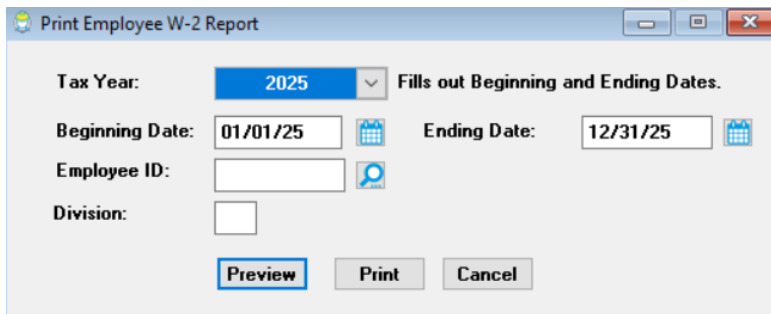 Print Employee W-2 Report
Tax Year: 2025 Fills out Beginning and Ending Dates.
Beginning Date: 01/01/25 Ending Date: 12/31/25
Employee ID:
Division:
Preview Print Cancel